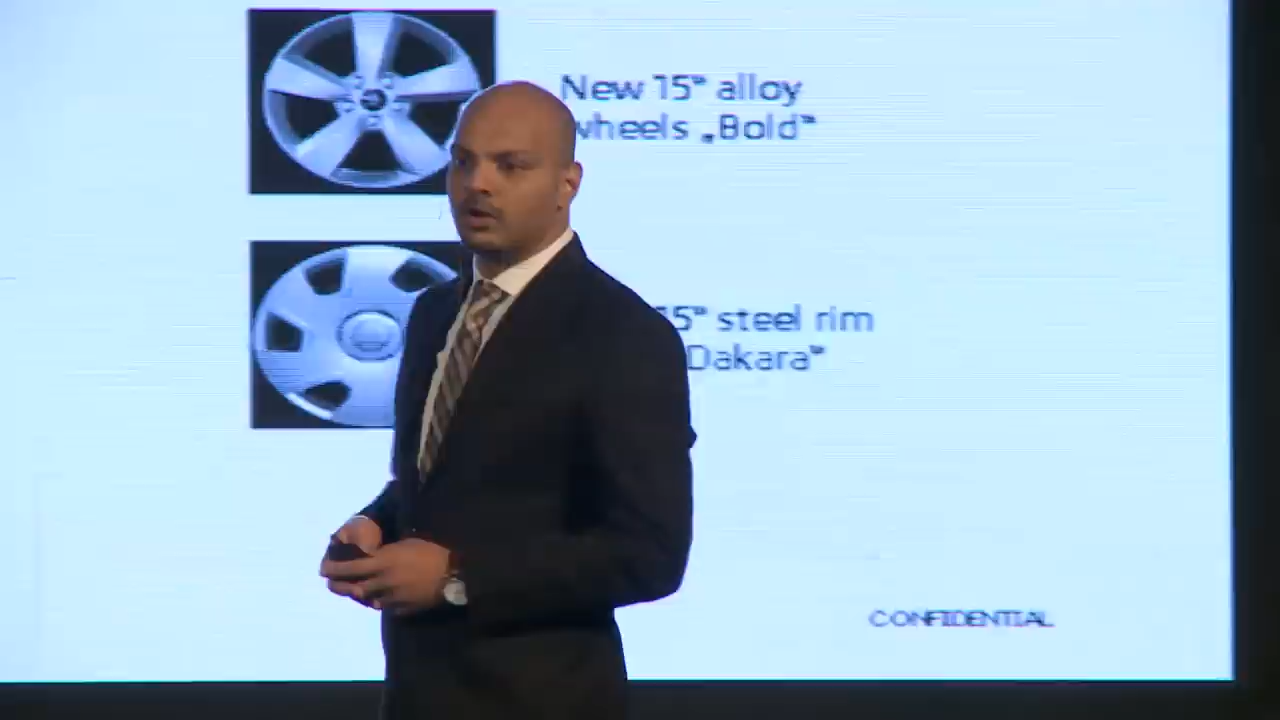 New 15" alloy
wheels „Bold“
15" steel rim
Dakara“
CONFIDENTIAL